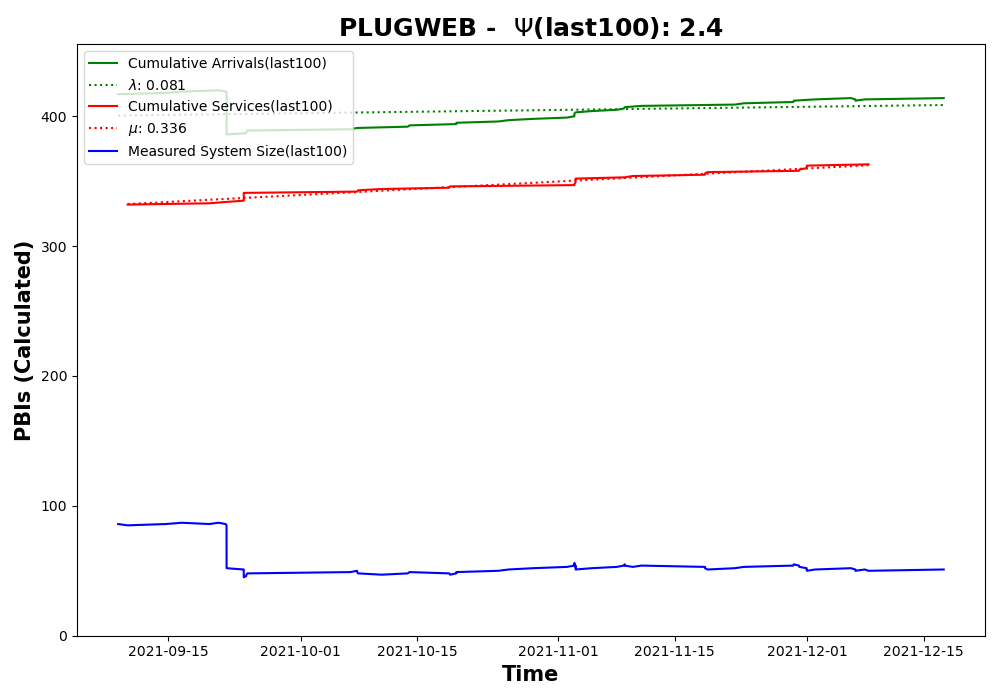 PLUGWEB - Ψ(last100): 2.4
Cumulative Arrivals(last100)
λ: 0.081
Cumulative Services(last100)
μ: 0.336
Measured System Size(last100)
PBIs (Calculated)
400
300
200
100
0
2021-09-15 2021-10-01 2021-10-15 2021-11-01 2021-11-15 2021-12-01 2021-12-15
Time